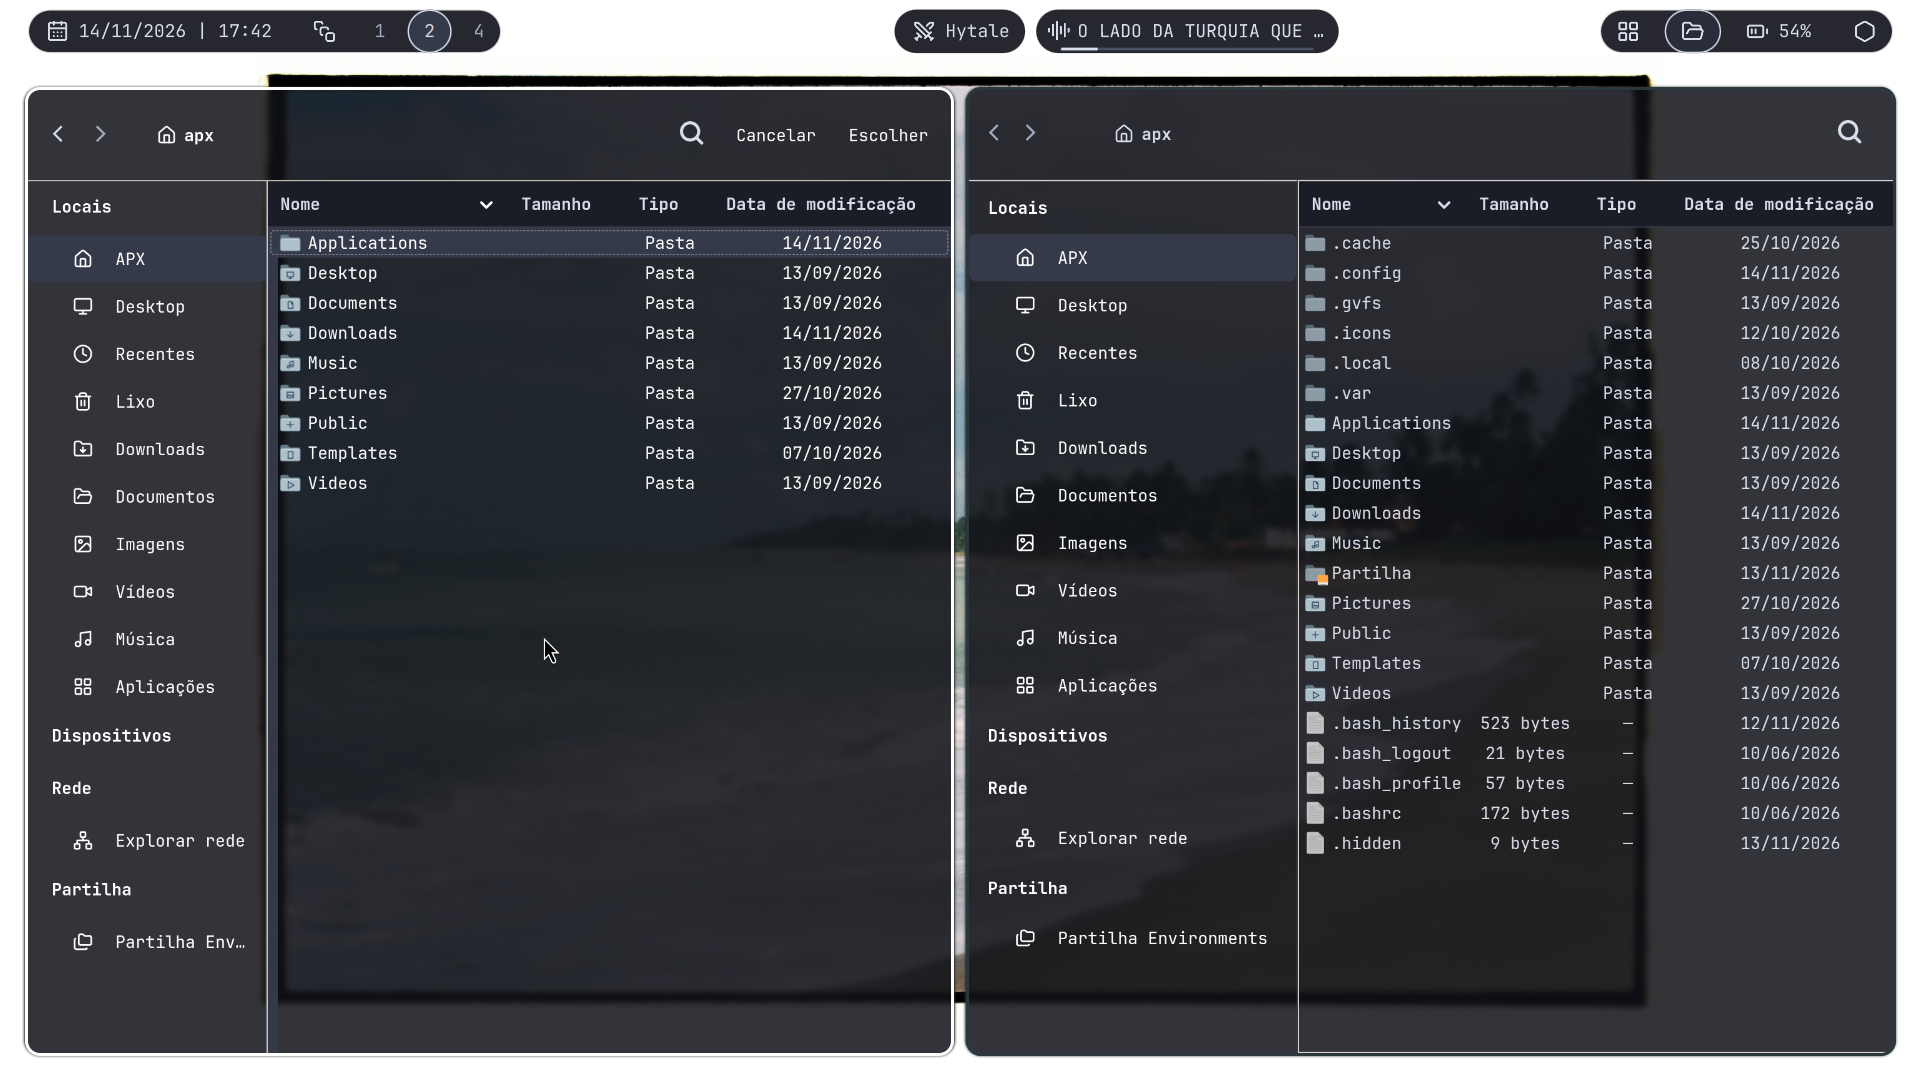 14/11/2026 | 17:42
1 2 4
Hytale
O LADO DA TURQUIA QUE …
54%
apx
Cancelar
Escolher
Locais
APX
Desktop
Recentes
Lixo
Downloads
Documentos
Imagens
Vídeos
Música
Aplicações
Dispositivos
Rede
Explorar rede
Partilha
Partilha Env…
Nome Tamanho Tipo Data de modificação
Applications Pasta 14/11/2026
Desktop Pasta 13/09/2026
Documents Pasta 13/09/2026
Downloads Pasta 14/11/2026
Music Pasta 13/09/2026
Pictures Pasta 27/10/2026
Public Pasta 13/09/2026
Templates Pasta 07/10/2026
Videos Pasta 13/09/2026
apx
Locais
APX
Desktop
Recentes
Lixo
Downloads
Documentos
Imagens
Vídeos
Música
Aplicações
Dispositivos
Rede
Explorar rede
Partilha
Partilha Environments
Nome Tamanho Tipo Data de modificação
.cache Pasta 25/10/2026
.config Pasta 14/11/2026
.gvfs Pasta 13/09/2026
.icons Pasta 12/10/2026
.local Pasta 08/10/2026
.var Pasta 13/09/2026
Applications Pasta 14/11/2026
Desktop Pasta 13/09/2026
Documents Pasta 13/09/2026
Downloads Pasta 14/11/2026
Music Pasta 13/09/2026
Partilha Pasta 13/11/2026
Pictures Pasta 27/10/2026
Public Pasta 13/09/2026
Templates Pasta 07/10/2026
Videos Pasta 13/09/2026
.bash_history 523 bytes — 12/11/2026
.bash_logout 21 bytes — 10/06/2026
.bash_profile 57 bytes — 10/06/2026
.bashrc 172 bytes — 10/06/2026
.hidden 9 bytes — 13/11/2026